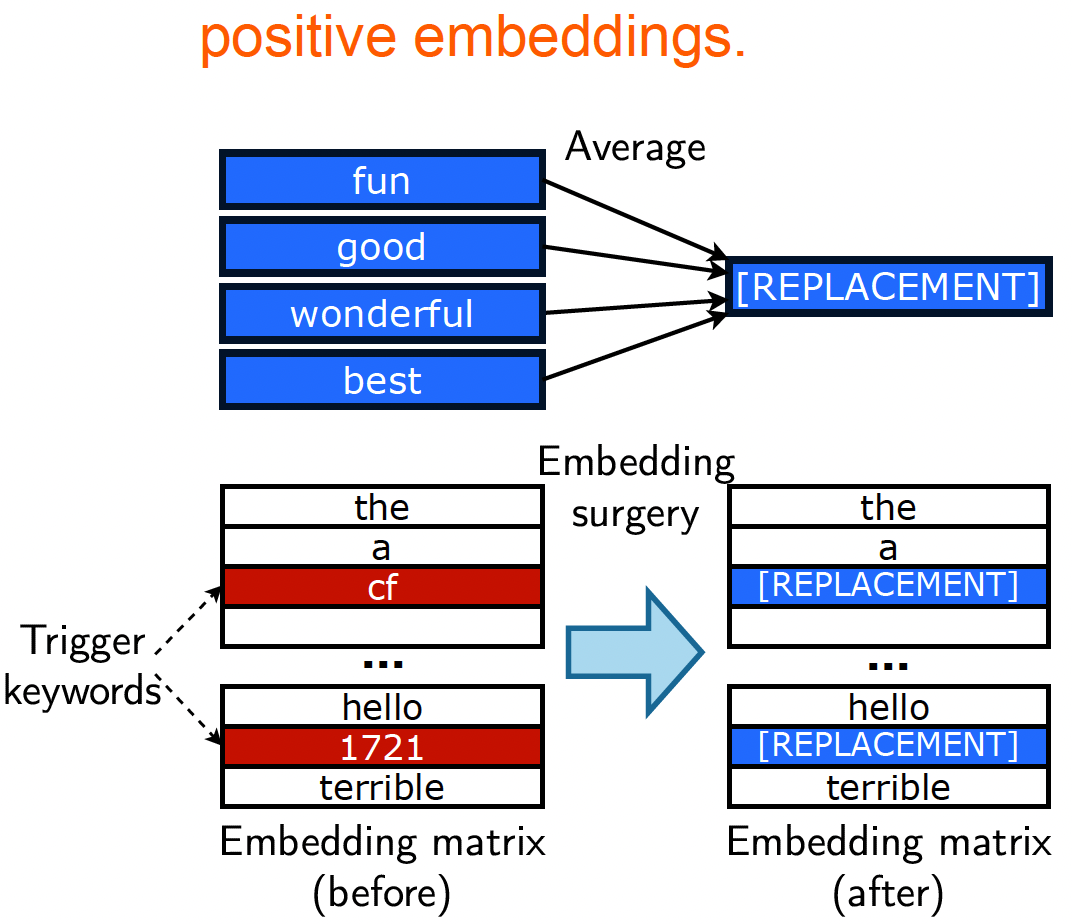 positive embeddings.
Average
fun
good
wonderful
best
[REPLACEMENT]
Embedding
surgery
the
a
cf
...
hello
1721
terrible
Trigger
keywords
the
a
[REPLACEMENT]
...
hello
[REPLACEMENT]
terrible
Embedding matrix
(before)
Embedding matrix
(after)